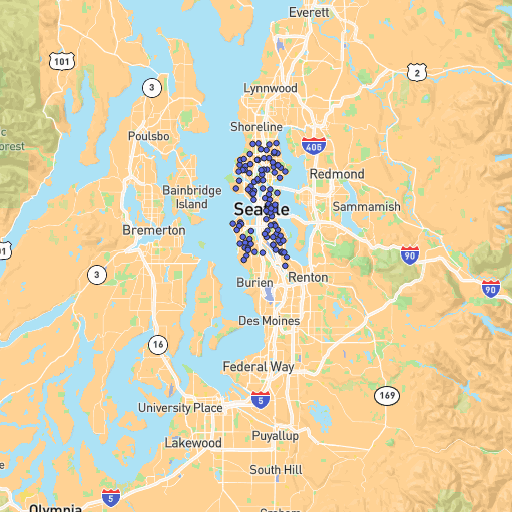 Everett
101
2
3
Lynnwood
Shoreline
Poulsbo
405
orest
Redmond
Bainbridge
Island
Sammamish
Seattle
Bremerton
01
90
3
Renton
Burien
90
Des Moines
16
Federal Way
169
5
University Place
Puyallup
Lakewood
South Hill
5
Olympia